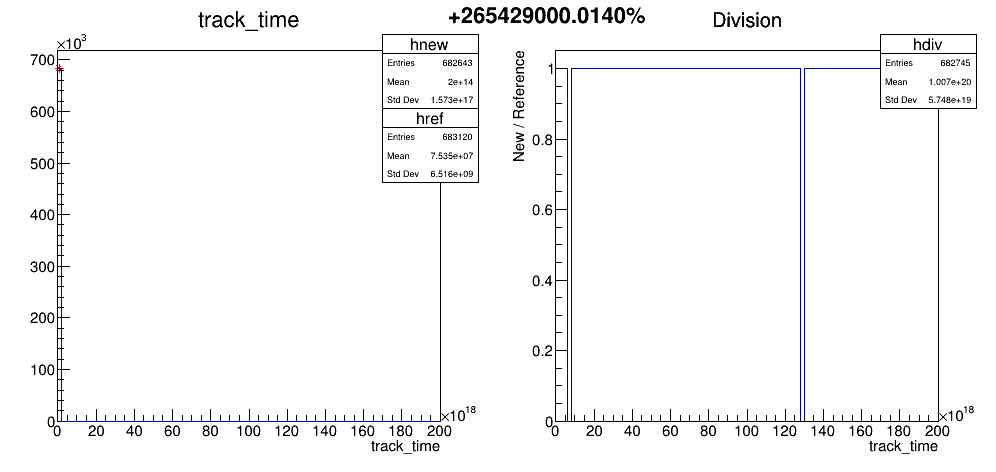 +265429000.0140%
track_time
×10³
700
600
500
400
300
200
100
0
0 20 40 60 80 100 120 140 160 180 200
×10¹⁸
track_time
hnew
Entries 682643
Mean 2e+14
Std Dev 1.573e+17
href
Entries 683120
Mean 7.535e+07
Std Dev 6.516e+09
Division
New / Reference
1
0.8
0.6
0.4
0.2
0
0 20 40 60 80 100 120 140 160 180 200
×10¹⁸
track_time
hdiv
Entries 682745
Mean 1.007e+20
Std Dev 5.748e+19